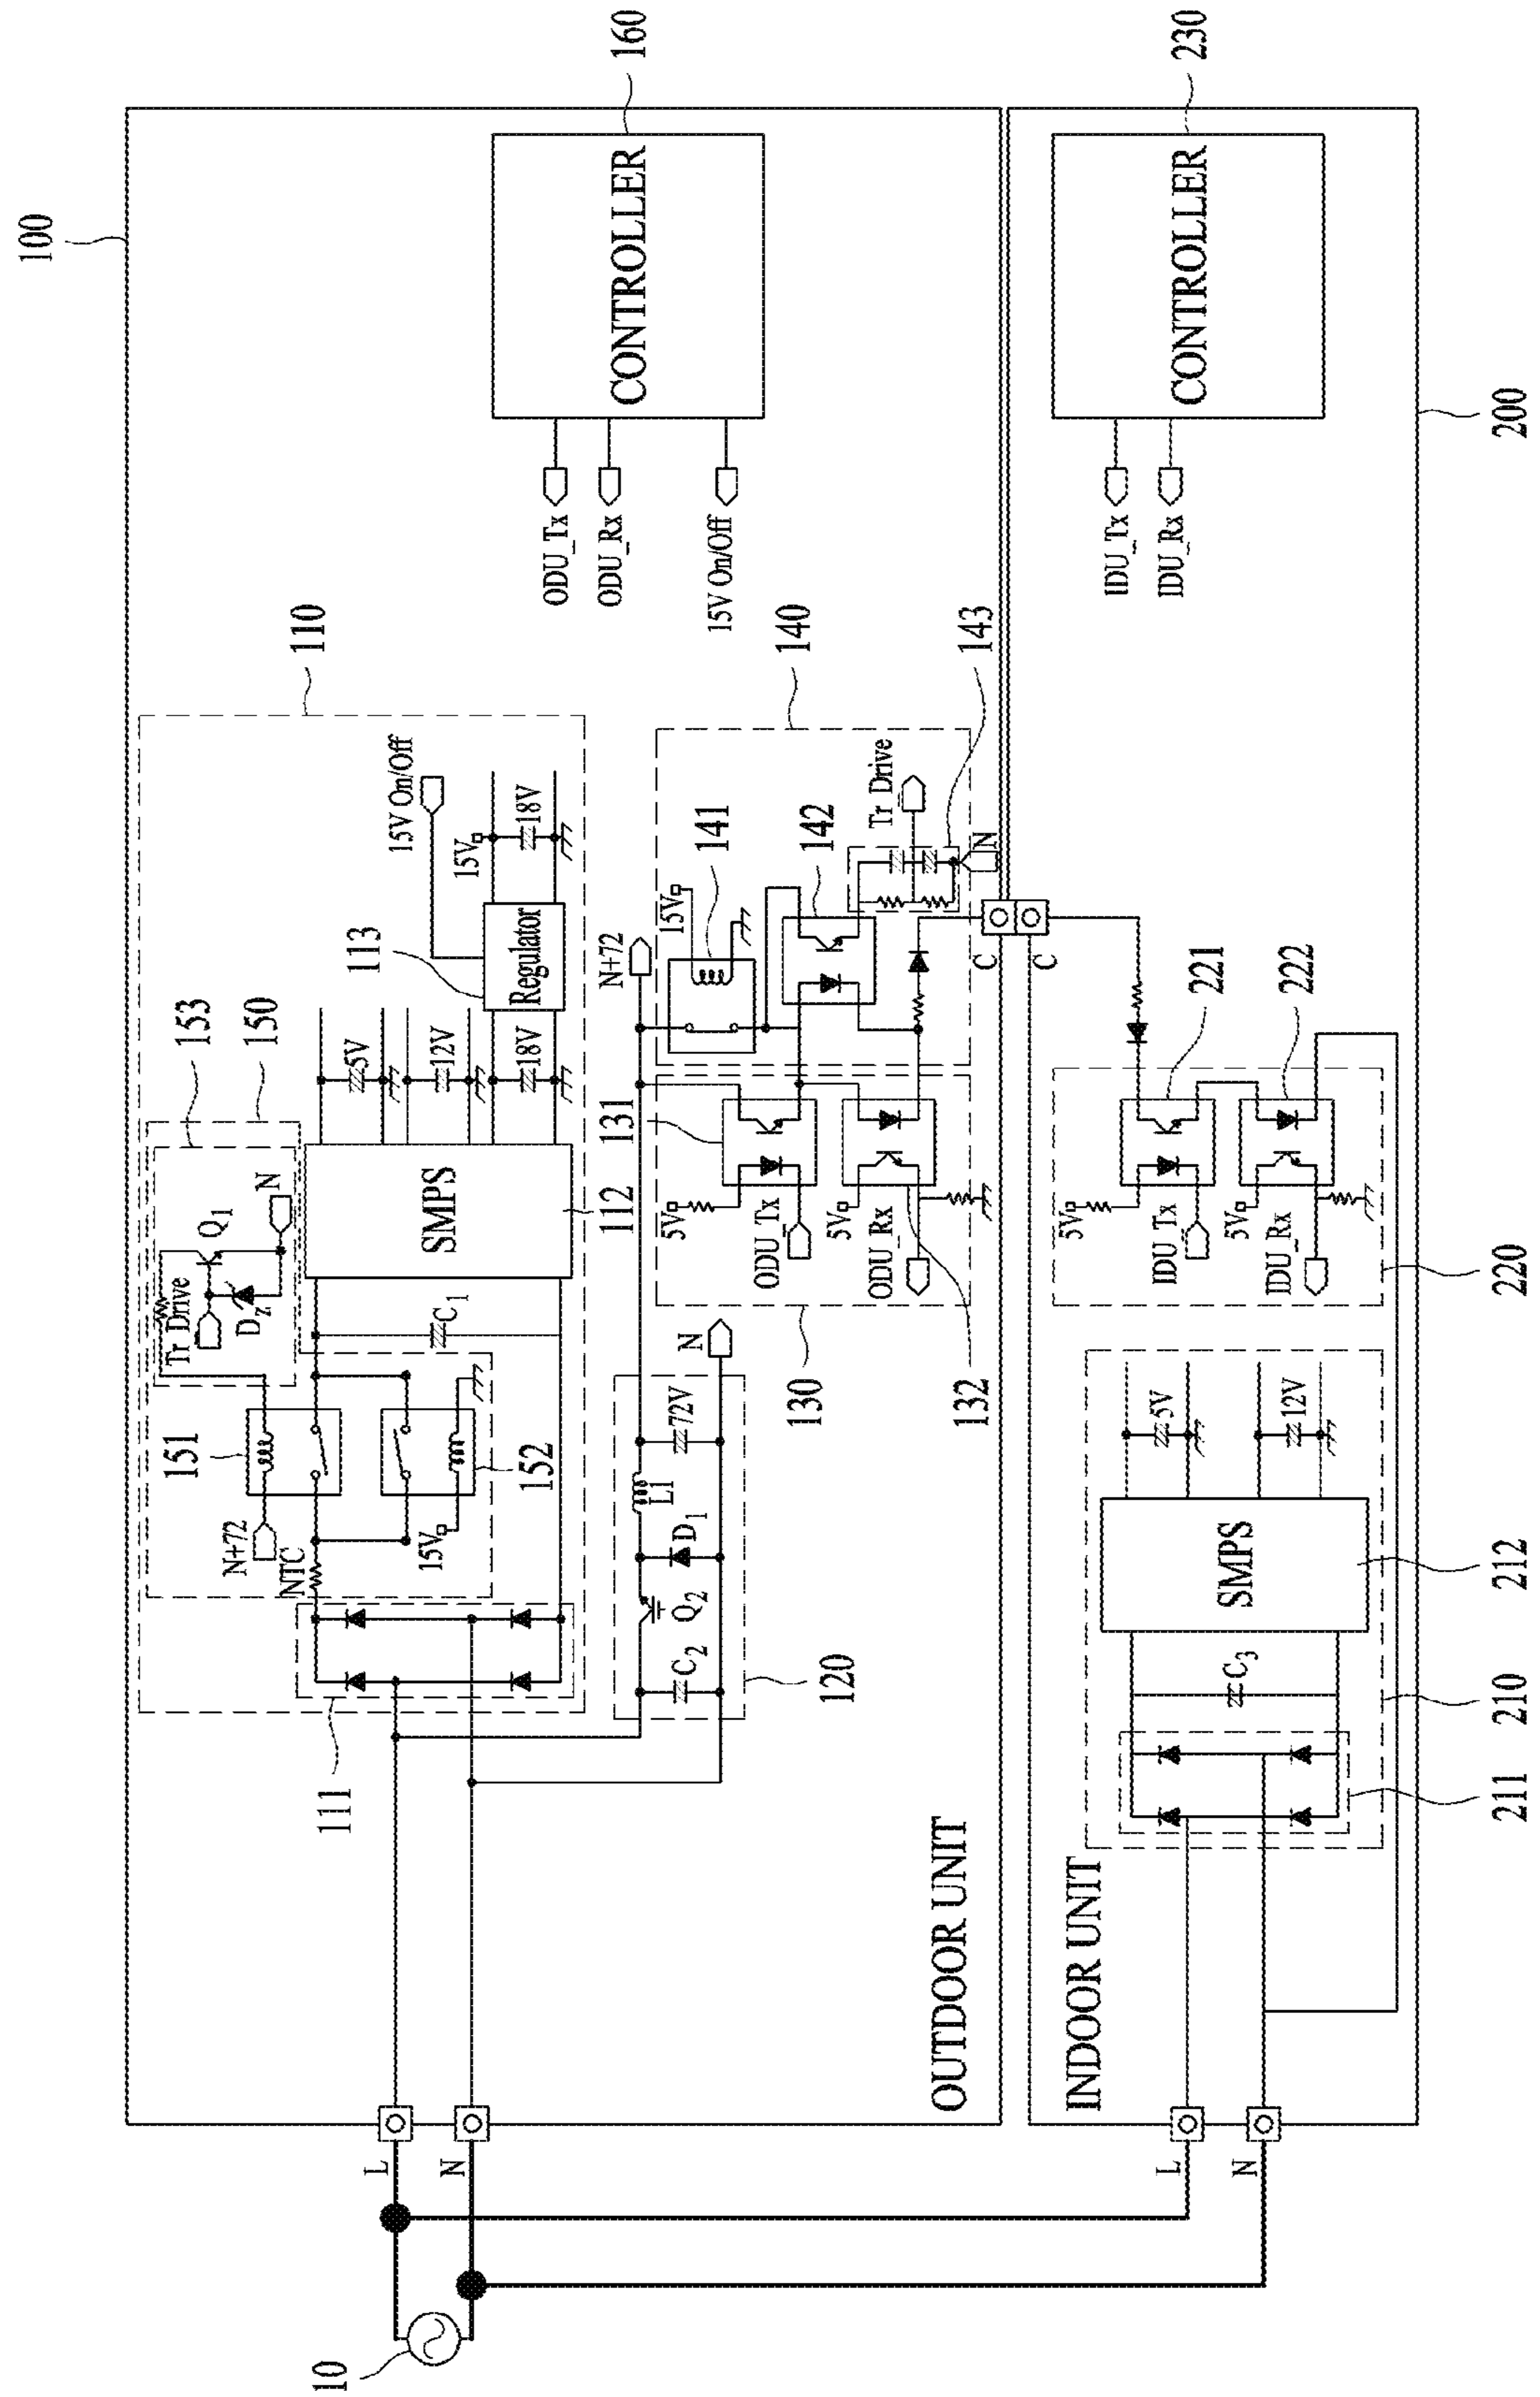 100
160
CONTROLLER
ODU_Tx
ODU_Rx
15V On/Off
110
153
150
113
15V On/Off
15V
18V
Regulator
5V
12V
18V
SMPS
112
Tr_Drive
Q1
N
Dz
C1
151
N+72
NTC
152
15V
111
N+72
140
141
15V
142
Tr_Drive
143
N
131
5V
ODU_Tx
5V
ODU_Rx
130
132
N
72V
L1
D1
Q2
C2
120
C
OUTDOOR UNIT
L
N
10
230
CONTROLLER
IDU_Tx
IDU_Rx
200
C
221
222
5V
IDU_Tx
5V
IDU_Rx
220
5V
12V
SMPS
212
C3
210
211
INDOOR UNIT
L
N